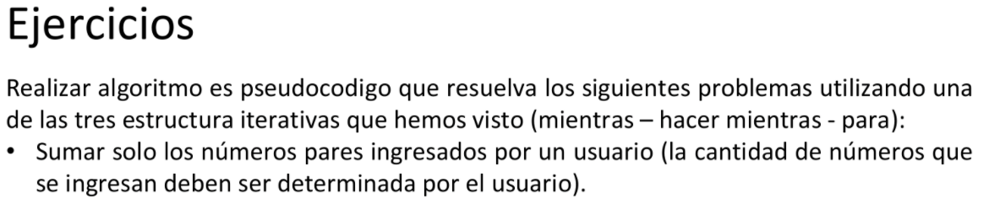 Ejercicios
Realizar algoritmo es pseudocodigo que resuelva los siguientes problemas utilizando una
de las tres estructura iterativas que hemos visto (mientras – hacer mientras - para):
• Sumar solo los números pares ingresados por un usuario (la cantidad de números que
se ingresan deben ser determinada por el usuario).